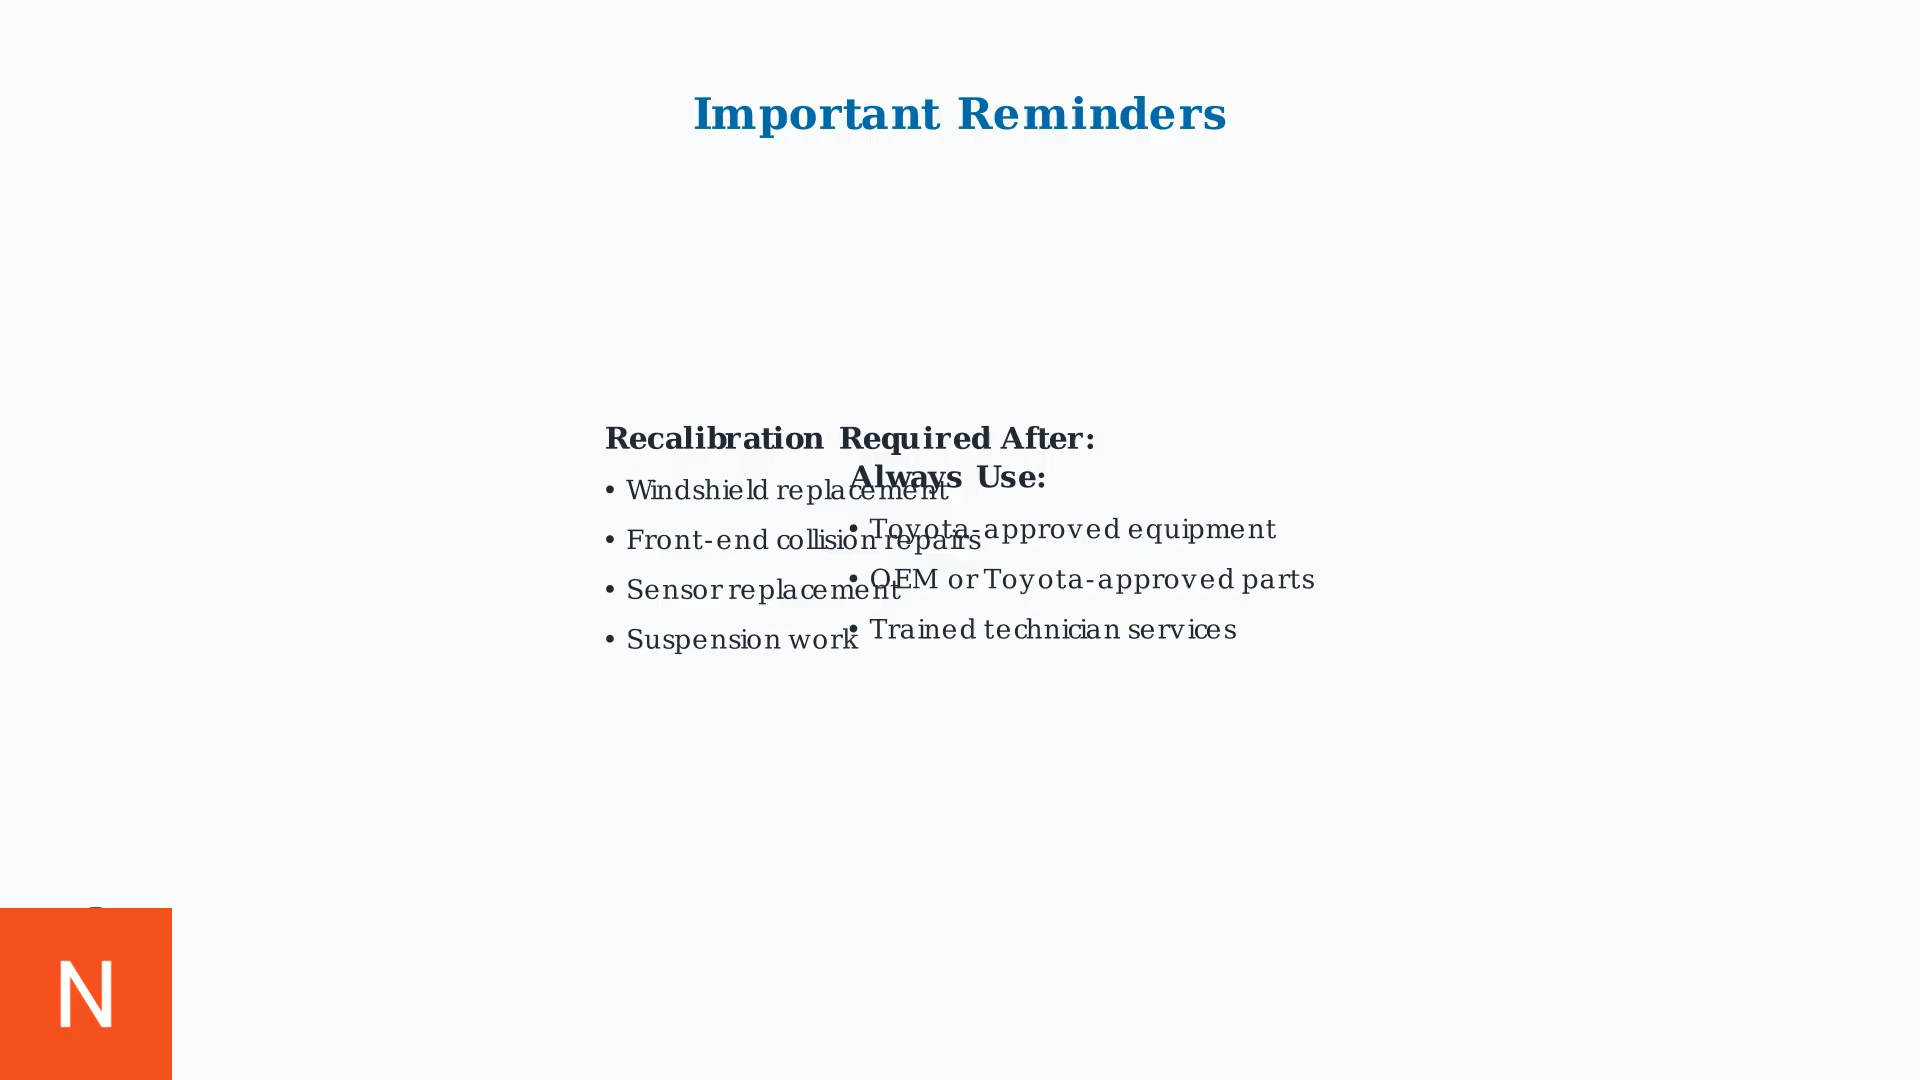 Important Reminders
Recalibration Required After:
• Windshield replacement
• Front-end collision repairs
• Sensor replacement
• Suspension work
Always Use:
• Toyota-approved equipment
• OEM or Toyota-approved parts
• Trained technician services
N